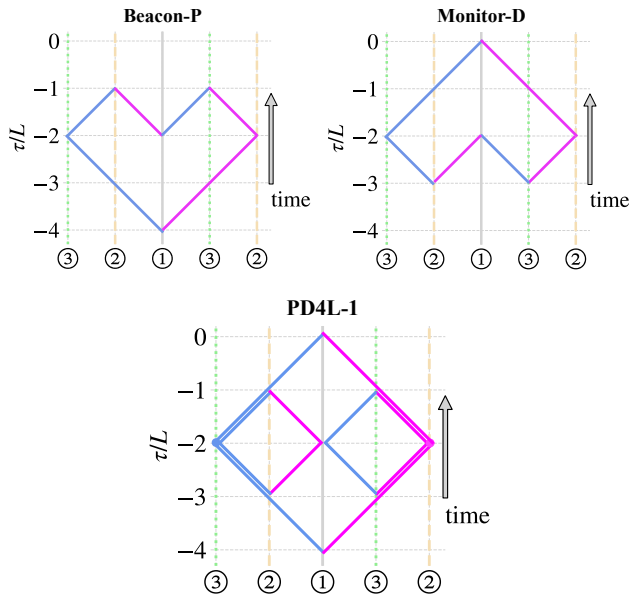 Beacon-P
0
−1
−2
−3
−4
τ/L
time
③ ② ① ③ ②
Monitor-D
0
−1
−2
−3
−4
τ/L
time
③ ② ① ③ ②
PD4L-1
0
−1
−2
−3
−4
τ/L
time
③ ② ① ③ ②